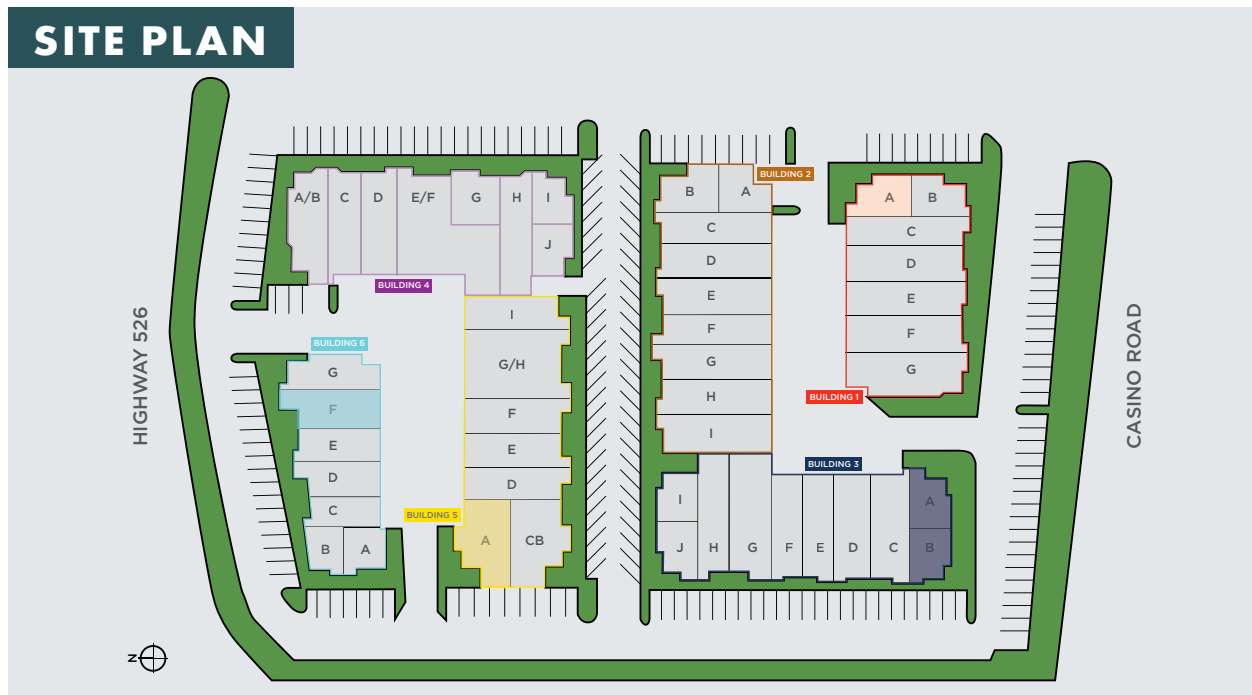 SITE PLAN
HIGHWAY 526
CASINO ROAD
BUILDING 4
A/B C D E/F G H I
J
BUILDING 6
G
F
E
D
C
B A
BUILDING 5
I
G/H
F
E
D
A CB
BUILDING 2
B A
C
D
E
F
G
H
I
BUILDING 1
A B
C
D
E
F
G
BUILDING 3
I
J H G F E D C B
A
N